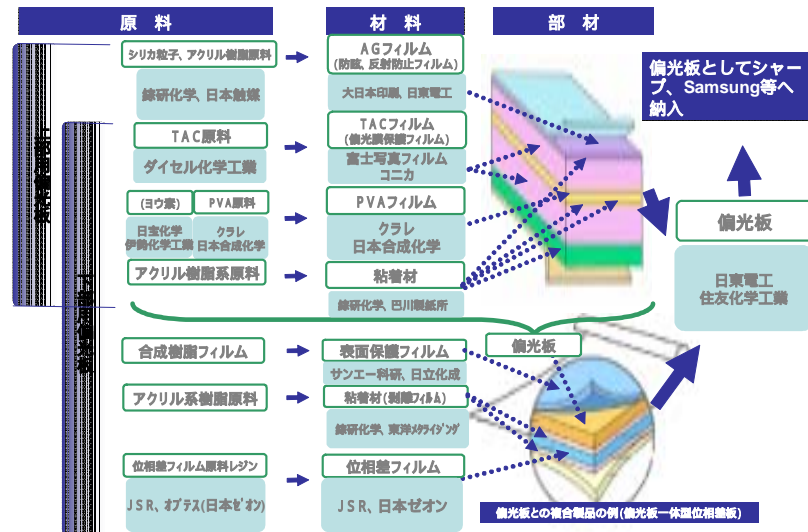 原 料
材 料
部 材
シリカ粒子、アクリル樹脂原料
綜研化学、日本触媒
AGフィルム
(防眩、反射防止フィルム)
大日本印刷、日東電工
TAC原料
ダイセル化学工業
TACフィルム
(偏光膜保護フィルム)
富士写真フィルム
コニカ
(ヨウ素)
PVA原料
日宝化学
伊勢化学工業
クラレ
日本合成化学
PVAフィルム
クラレ
日本合成化学
アクリル樹脂系原料
粘着材
綜研化学、巴川製紙所
偏光板としてシャー
プ、Samsung等へ
納入
偏光板
日東電工
住友化学工業
合成樹脂フィルム
表面保護フィルム
サンエー科研、日立化成
偏光板
アクリル系樹脂原料
粘着材(剥離フィルム)
綜研化学、東洋メタライジング
位相差フィルム原料レジン
JSR、オプテス(日本ゼオン)
位相差フィルム
JSR、日本ゼオン
偏光板との複合製品の例(偏光板一体型位相差板)